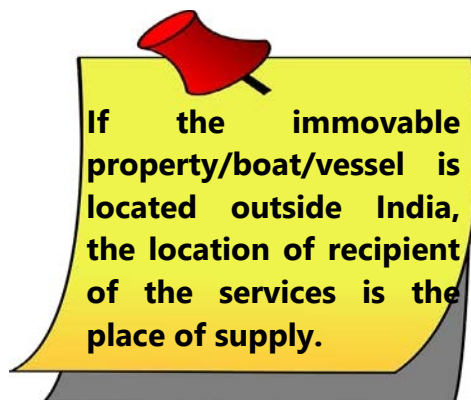 If the immovable
property/boat/vessel is
located outside India,
the location of recipient
of the services is the
place of supply.